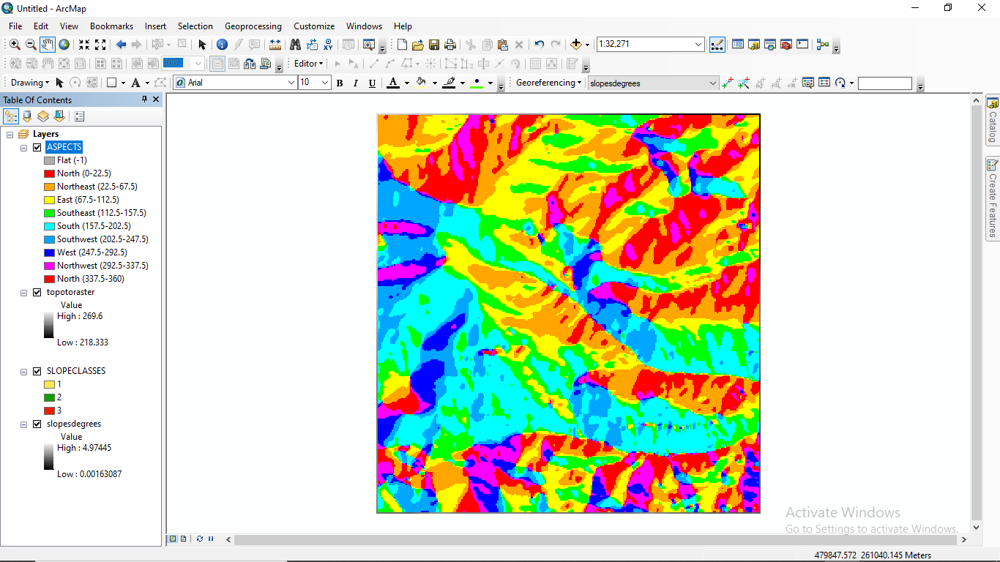 Untitled - ArcMap
File Edit View Bookmarks Insert Selection Geoprocessing Customize Windows Help
1:32,271
100%
Editor
Drawing Arial 10 B I U A Georeferencing slopesdegrees
Table Of Contents
Layers
ASPECTS
Flat (-1)
North (0-22.5)
Northeast (22.5-67.5)
East (67.5-112.5)
Southeast (112.5-157.5)
South (157.5-202.5)
Southwest (202.5-247.5)
West (247.5-292.5)
Northwest (292.5-337.5)
North (337.5-360)
topotoraster
Value
High : 269.6
Low : 218.333
SLOPECLASSES
1
2
3
slopesdegrees
Value
High : 4.97445
Low : 0.00163087
Catalog
Create Features
Activate Windows
Go to Settings to activate Windows.
479847.572 261040.145 Meters